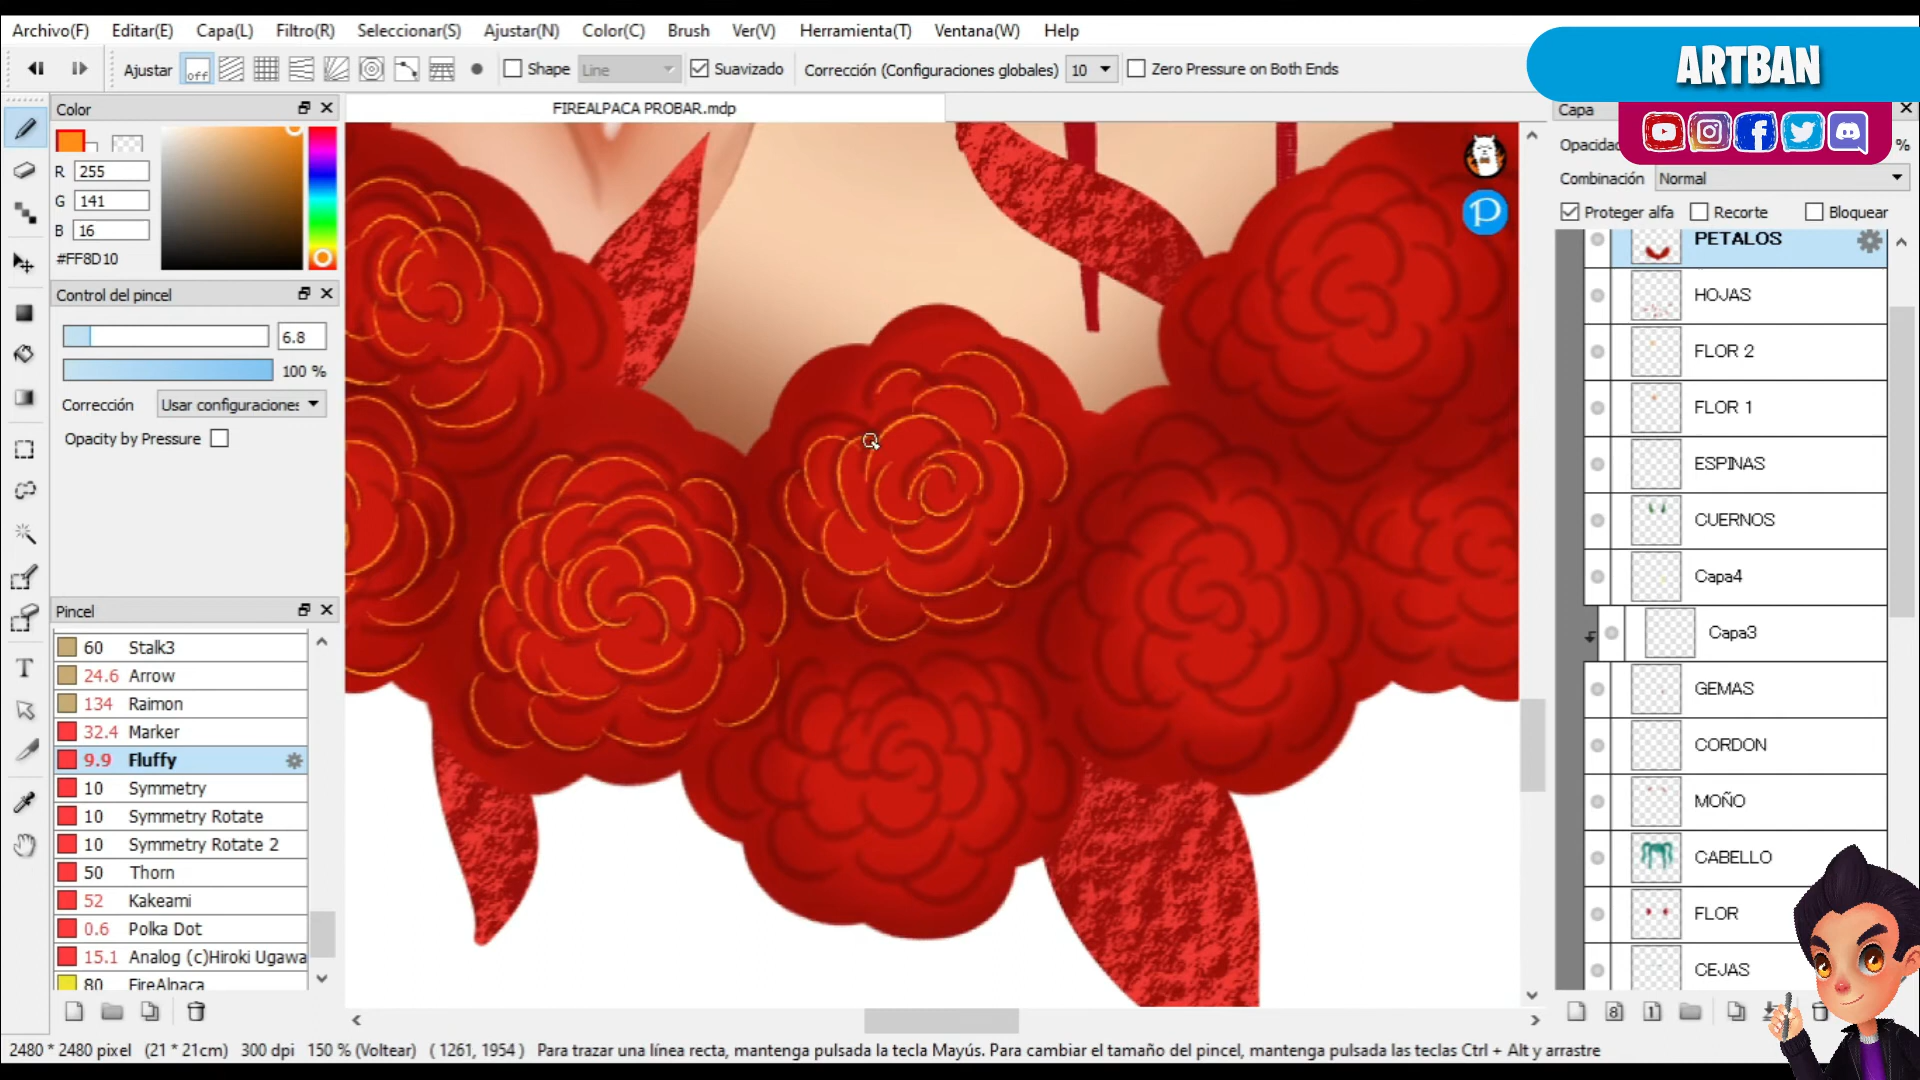 Archivo(F) Editar(E) Capa(L) Filtro(R) Seleccionar(S) Ajustar(N) Color(C) Brush Ver(V) Herramienta(T) Ventana(W) Help
ARTBAN
Ajustar off Shape Line Suavizado Corrección (Configuraciones globales) 10 Zero Pressure on Both Ends
Color
FIREALPACA PROBAR.mdp
R 255
G 141
B 16
#FF8D10
Control del pincel
6.8
100 %
Corrección Usar configuraciones
Opacity by Pressure
Pincel
60 Stalk3
24.6 Arrow
134 Raimon
32.4 Marker
9.9 Fluffy
10 Symmetry
10 Symmetry Rotate
10 Symmetry Rotate 2
50 Thorn
52 Kakeami
0.6 Polka Dot
15.1 Analog (c)Hiroki Ugawa
80 FireAlpaca
Capa
Opacidad %
Combinación Normal
Proteger alfa Recorte Bloquear
PETALOS
HOJAS
FLOR 2
FLOR 1
ESPINAS
CUERNOS
Capa4
Capa3
GEMAS
CORDON
MOÑO
CABELLO
FLOR
CEJAS
2480 * 2480 pixel (21 * 21cm) 300 dpi 150 % (Voltear) ( 1261, 1954 ) Para trazar una línea recta, mantenga pulsada la tecla Mayús. Para cambiar el tamaño del pincel, mantenga pulsada las teclas Ctrl + Alt y arrastre